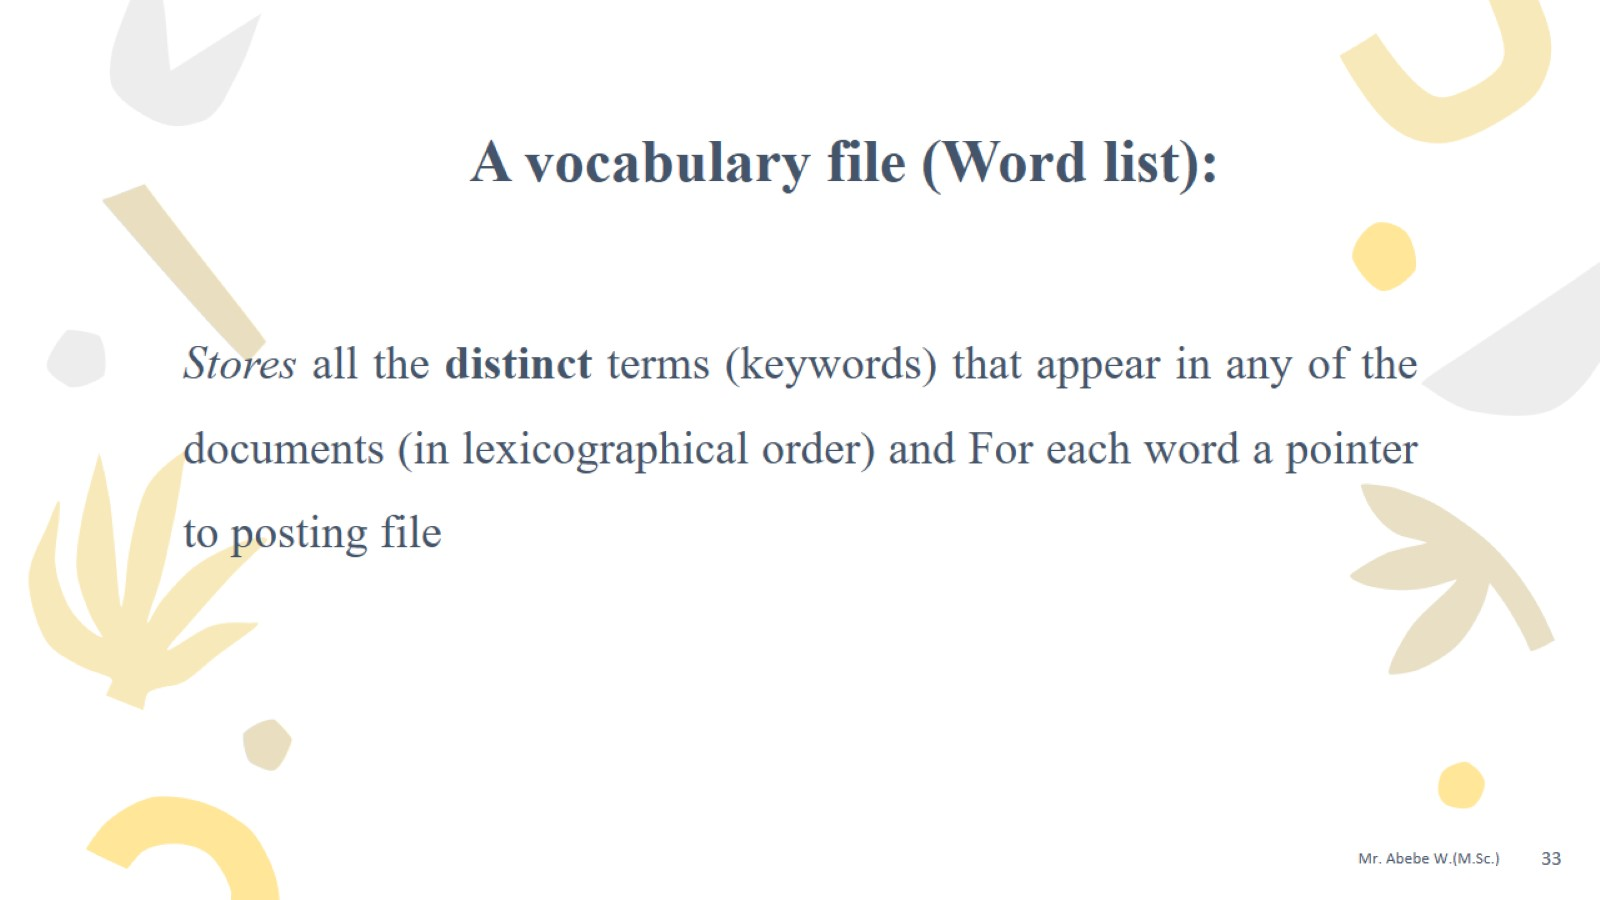 A vocabulary file (Word list):
Stores all the distinct terms (keywords) that appear in any of the
documents (in lexicographical order) and For each word a pointer
to posting file
Mr. Abebe W.(M.Sc.) 33